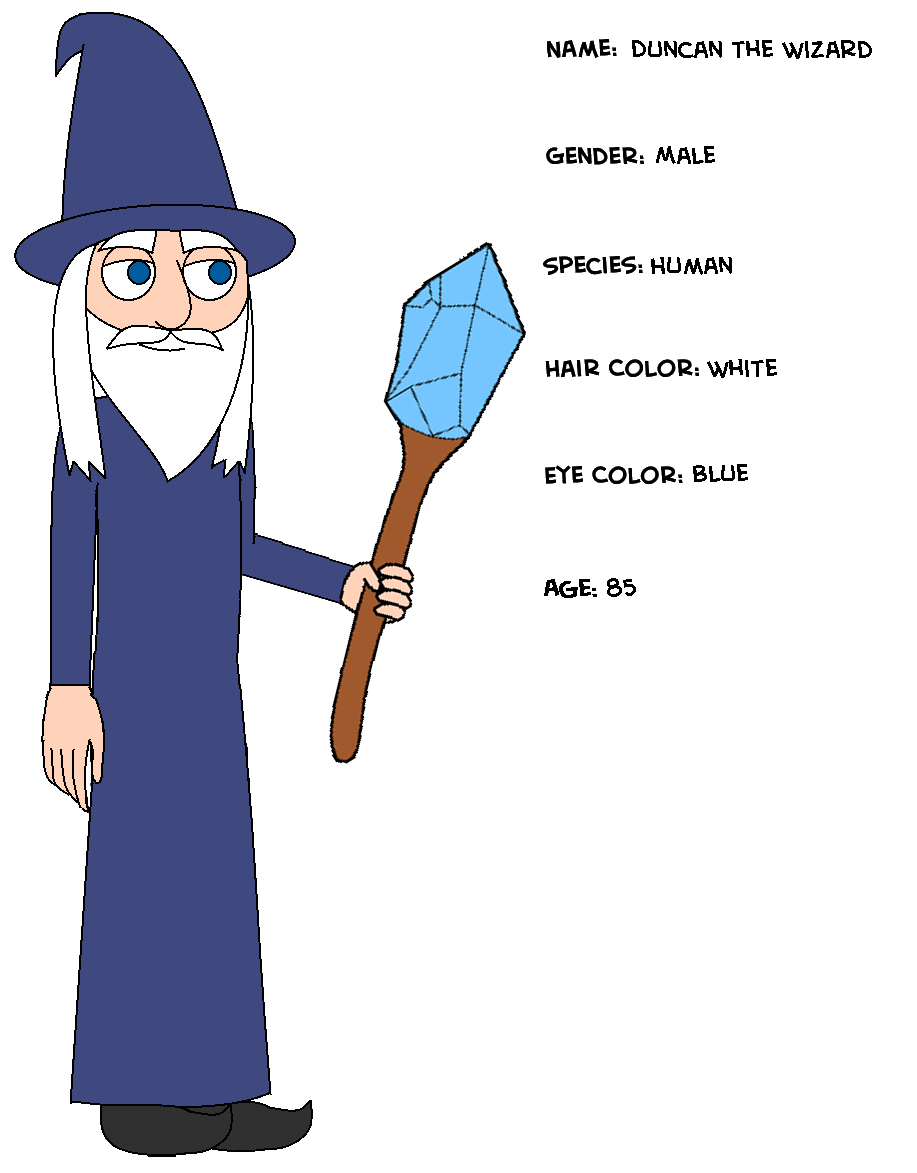 NAME: DUNCAN THE WIZARD
GENDER: MALE
SPECIES: HUMAN
HAIR COLOR: WHITE
EYE COLOR: BLUE
AGE: 85